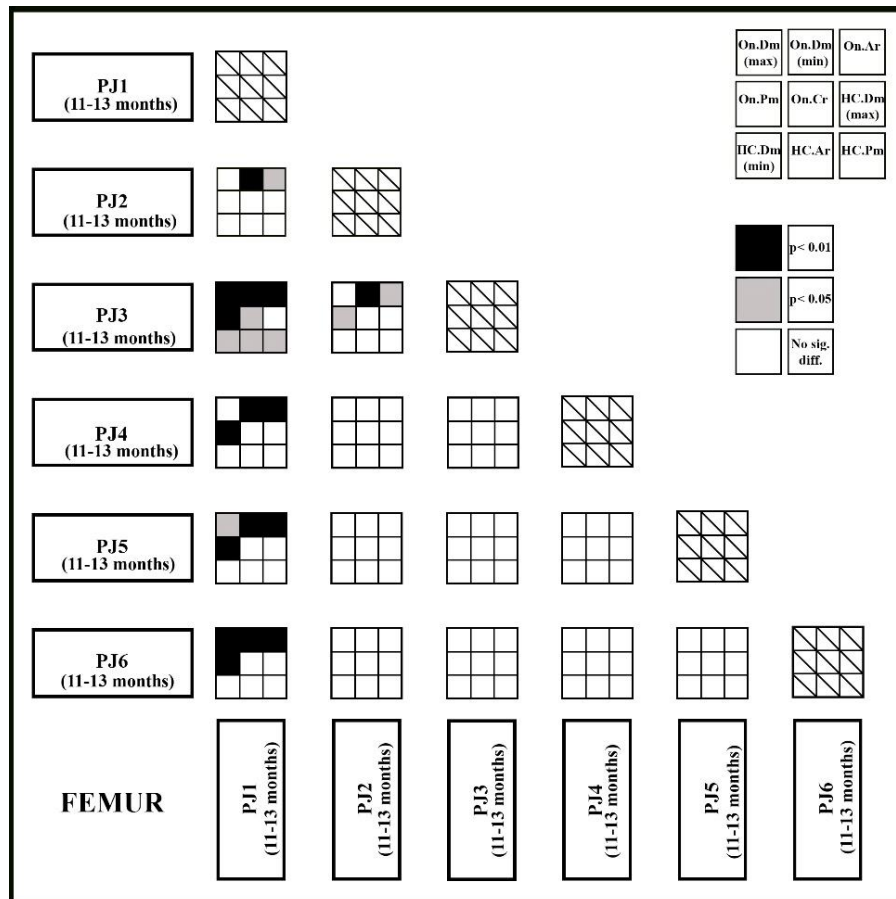 On.Dm (max)
On.Dm (min)
On.Ar
On.Pm
On.Cr
HC.Dm (max)
HC.Dm (min)
HC.Ar
HC.Pm
p< 0.01
p< 0.05
No sig. diff.
PJ1
(11-13 months)
PJ2
(11-13 months)
PJ3
(11-13 months)
PJ4
(11-13 months)
PJ5
(11-13 months)
PJ6
(11-13 months)
FEMUR
PJ1
(11-13 months)
PJ2
(11-13 months)
PJ3
(11-13 months)
PJ4
(11-13 months)
PJ5
(11-13 months)
PJ6
(11-13 months)